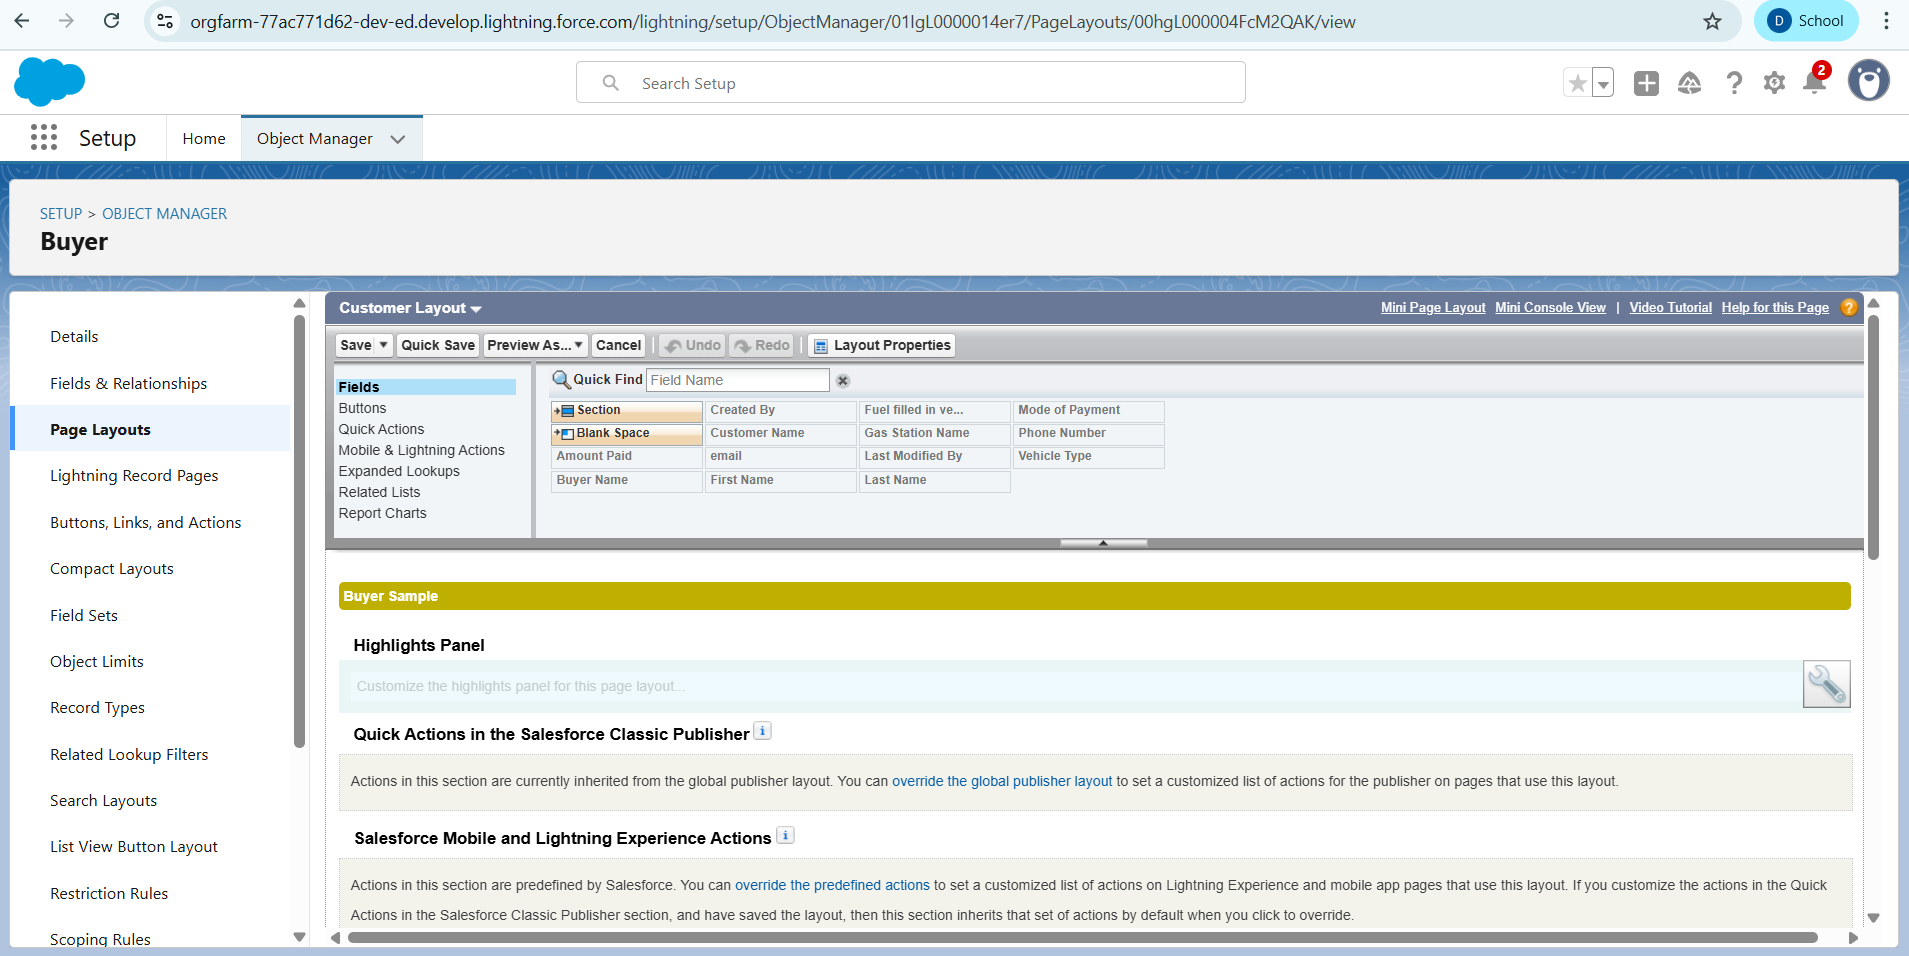 orgfarm-77ac771d62-dev-ed.develop.lightning.force.com/lightning/setup/ObjectManager/01IgL0000014er7/PageLayouts/00hgL000004FcM2QAK/view
D School
Search Setup
2
Setup Home Object Manager
SETUP > OBJECT MANAGER
Buyer
Details
Fields & Relationships
Page Layouts
Lightning Record Pages
Buttons, Links, and Actions
Compact Layouts
Field Sets
Object Limits
Record Types
Related Lookup Filters
Search Layouts
List View Button Layout
Restriction Rules
Scoping Rules
Customer Layout Mini Page Layout Mini Console View | Video Tutorial Help for this Page ?
Save Quick Save Preview As... Cancel Undo Redo Layout Properties
Fields
Buttons
Quick Actions
Mobile & Lightning Actions
Expanded Lookups
Related Lists
Report Charts
Quick Find Field Name
Section Created By Fuel filled in ve... Mode of Payment
Blank Space Customer Name Gas Station Name Phone Number
Amount Paid email Last Modified By Vehicle Type
Buyer Name First Name Last Name
Buyer Sample
Highlights Panel
Customize the highlights panel for this page layout...
Quick Actions in the Salesforce Classic Publisher i
Actions in this section are currently inherited from the global publisher layout. You can override the global publisher layout to set a customized list of actions for the publisher on pages that use this layout.
Salesforce Mobile and Lightning Experience Actions i
Actions in this section are predefined by Salesforce. You can override the predefined actions to set a customized list of actions on Lightning Experience and mobile app pages that use this layout. If you customize the actions in the Quick
Actions in the Salesforce Classic Publisher section, and have saved the layout, then this section inherits that set of actions by default when you click to override.